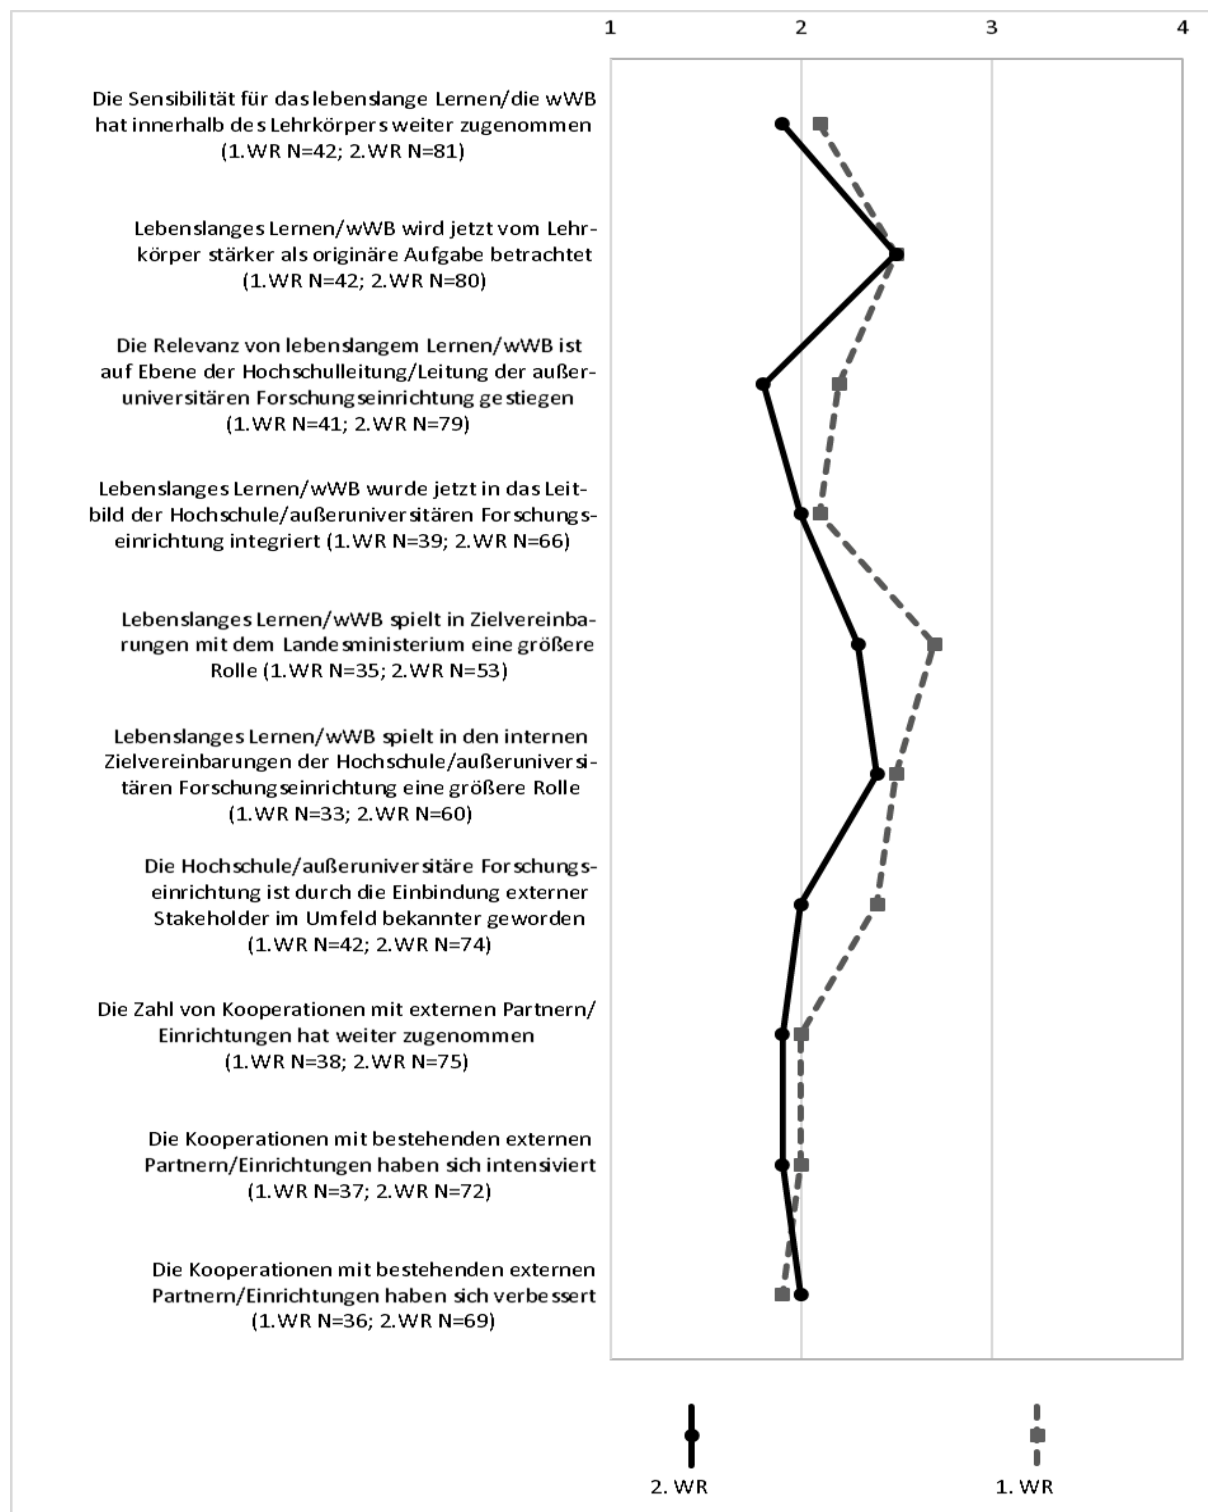 1 2 3 4
Die Sensibilität für das lebenslange Lernen/die wWB
hat innerhalb des Lehrkörpers weiter zugenommen
(1.WR N=42; 2.WR N=81)
Lebenslanges Lernen/wWB wird jetzt vom Lehr-
körper stärker als originäre Aufgabe betrachtet
(1.WR N=42; 2.WR N=80)
Die Relevanz von lebenslangem Lernen/wWB ist
auf Ebene der Hochschulleitung/Leitung der außer-
universitären Forschungseinrichtung gestiegen
(1.WR N=41; 2.WR N=79)
Lebenslanges Lernen/wWB wurde jetzt in das Leit-
bild der Hochschule/außeruniversitären Forschungs-
einrichtung integriert (1.WR N=39; 2.WR N=66)
Lebenslanges Lernen/wWB spielt in Zielvereinba-
rungen mit dem Landesministerium eine größere
Rolle (1.WR N=35; 2.WR N=53)
Lebenslanges Lernen/wWB spielt in den internen
Zielvereinbarungen der Hochschule/außeruniversi-
tären Forschungseinrichtung eine größere Rolle
(1.WR N=33; 2.WR N=60)
Die Hochschule/außeruniversitäre Forschungs-
einrichtung ist durch die Einbindung externer
Stakeholder im Umfeld bekannter geworden
(1.WR N=42; 2.WR N=74)
Die Zahl von Kooperationen mit externen Partnern/
Einrichtungen hat weiter zugenommen
(1.WR N=38; 2.WR N=75)
Die Kooperationen mit bestehenden externen
Partnern/Einrichtungen haben sich intensiviert
(1.WR N=37; 2.WR N=72)
Die Kooperationen mit bestehenden externen
Partnern/Einrichtungen haben sich verbessert
(1.WR N=36; 2.WR N=69)
2. WR 1. WR